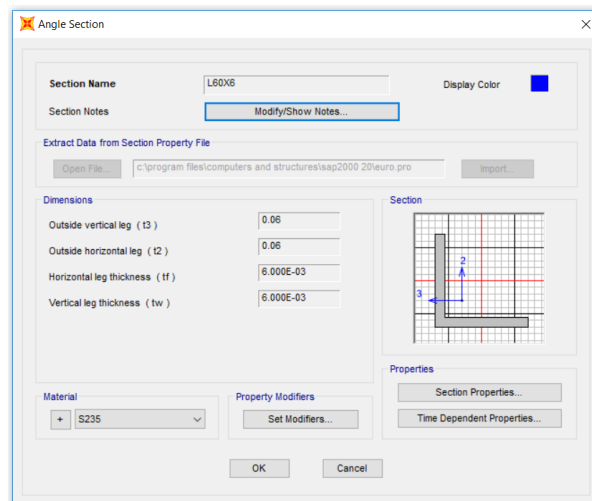 Angle Section
Section Name
L60X6
Display Color
Section Notes
Modify/Show Notes...
Extract Data from Section Property File
Open File...
c:\program files\computers and structures\sap2000 20\euro.pro
Import...
Dimensions
Outside vertical leg ( t3 )
0.06
Outside horizontal leg ( t2 )
0.06
Horizontal leg thickness ( tf )
6.000E-03
Vertical leg thickness ( tw )
6.000E-03
Section
2
3
Material
+
S235
Property Modifiers
Set Modifiers...
Properties
Section Properties...
Time Dependent Properties...
OK
Cancel